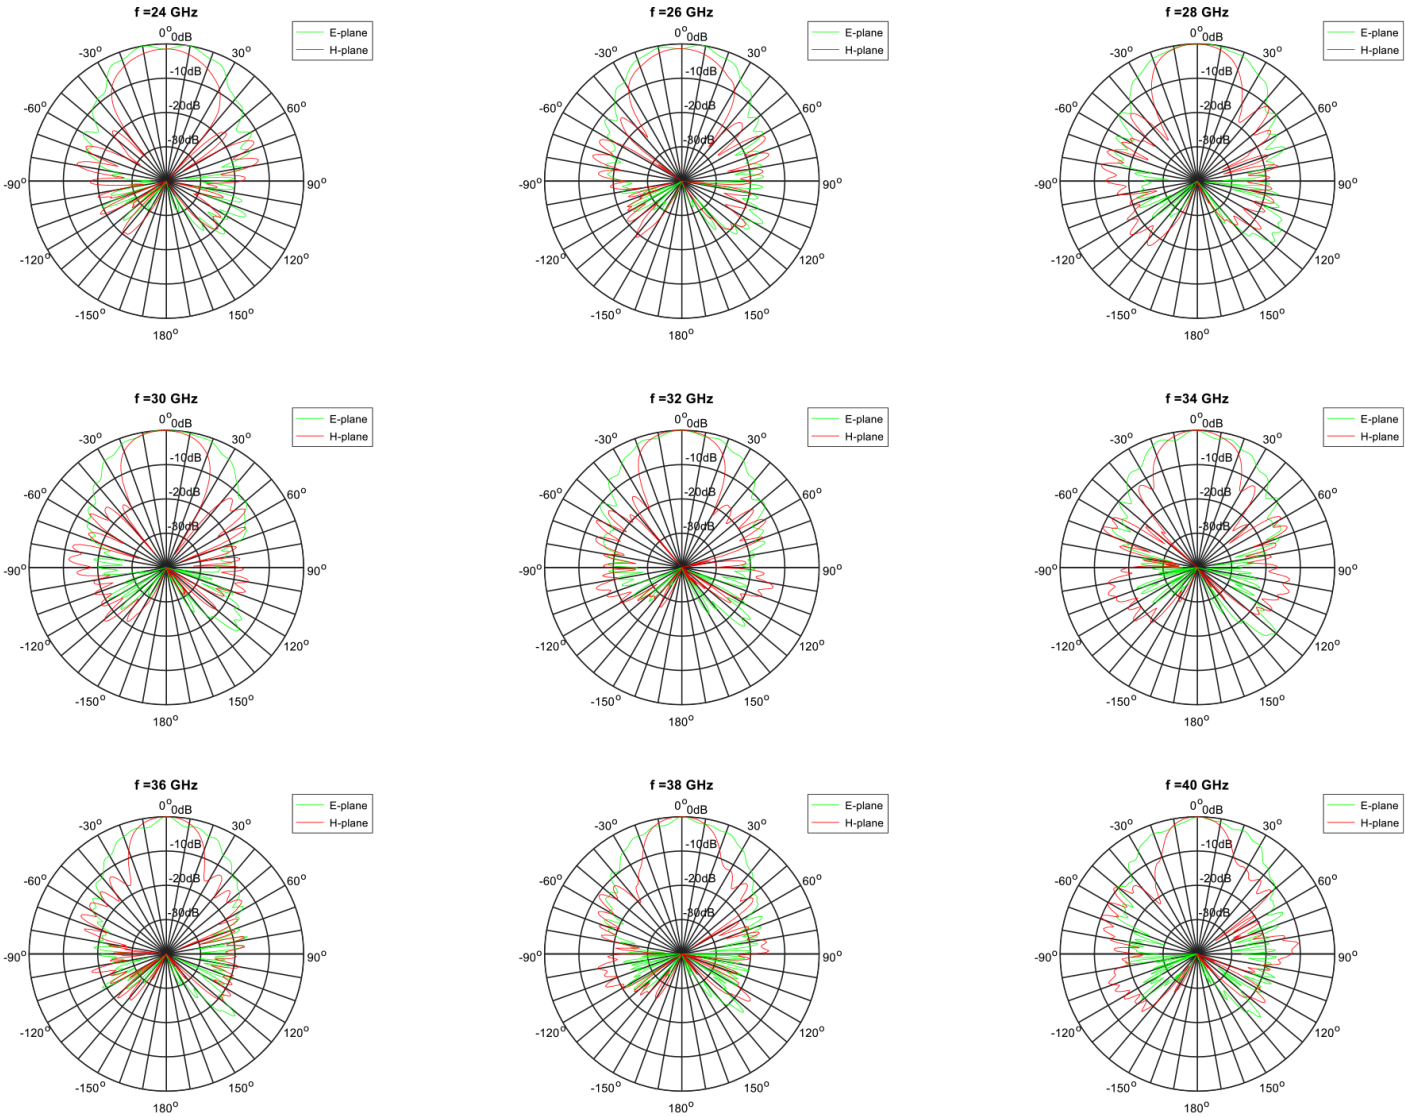 f =24 GHz
E-plane
H-plane
0° 0dB
-30° 30°
-10dB
-60° 60°
-20dB
-30dB
-90° 90°
-120° 120°
-150° 150°
180°
f =26 GHz
E-plane
H-plane
0° 0dB
-30° 30°
-10dB
-60° 60°
-20dB
-30dB
-90° 90°
-120° 120°
-150° 150°
180°
f =28 GHz
E-plane
H-plane
0° 0dB
-30° 30°
-10dB
-60° 60°
-20dB
-30dB
-90° 90°
-120° 120°
-150° 150°
180°
f =30 GHz
E-plane
H-plane
0° 0dB
-30° 30°
-10dB
-60° 60°
-20dB
-30dB
-90° 90°
-120° 120°
-150° 150°
180°
f =32 GHz
E-plane
H-plane
0° 0dB
-30° 30°
-10dB
-60° 60°
-20dB
-30dB
-90° 90°
-120° 120°
-150° 150°
180°
f =34 GHz
E-plane
H-plane
0° 0dB
-30° 30°
-10dB
-60° 60°
-20dB
-30dB
-90° 90°
-120° 120°
-150° 150°
180°
f =36 GHz
E-plane
H-plane
0° 0dB
-30° 30°
-10dB
-60° 60°
-20dB
-30dB
-90° 90°
-120° 120°
-150° 150°
180°
f =38 GHz
E-plane
H-plane
0° 0dB
-30° 30°
-10dB
-60° 60°
-20dB
-30dB
-90° 90°
-120° 120°
-150° 150°
180°
f =40 GHz
E-plane
H-plane
0° 0dB
-30° 30°
-10dB
-60° 60°
-20dB
-30dB
-90° 90°
-120° 120°
-150° 150°
180°